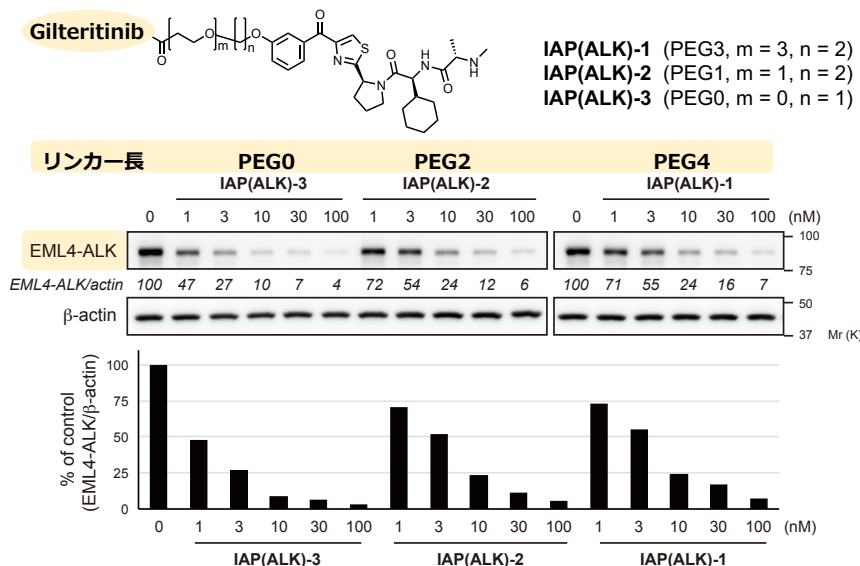 Gilteritinib
O
O
m
n
O
O
N
S
N
O
H
N
O
N
H
IAP(ALK)-1 (PEG3, m = 3, n = 2)
IAP(ALK)-2 (PEG1, m = 1, n = 2)
IAP(ALK)-3 (PEG0, m = 0, n = 1)
リンカー長 PEG0 PEG2 PEG4
IAP(ALK)-3 IAP(ALK)-2 IAP(ALK)-1
0 1 3 10 30 100 1 3 10 30 100 0 1 3 10 30 100 (nM)
EML4-ALK
100
75
EML4-ALK/actin 100 47 27 10 7 4 72 54 24 12 6 100 71 55 24 16 7
β-actin
50
37 Mr (K)
% of control
(EML4-ALK/β-actin)
100
75
50
25
0
0 1 3 10 30 100 1 3 10 30 100 1 3 10 30 100 (nM)
IAP(ALK)-3 IAP(ALK)-2 IAP(ALK)-1